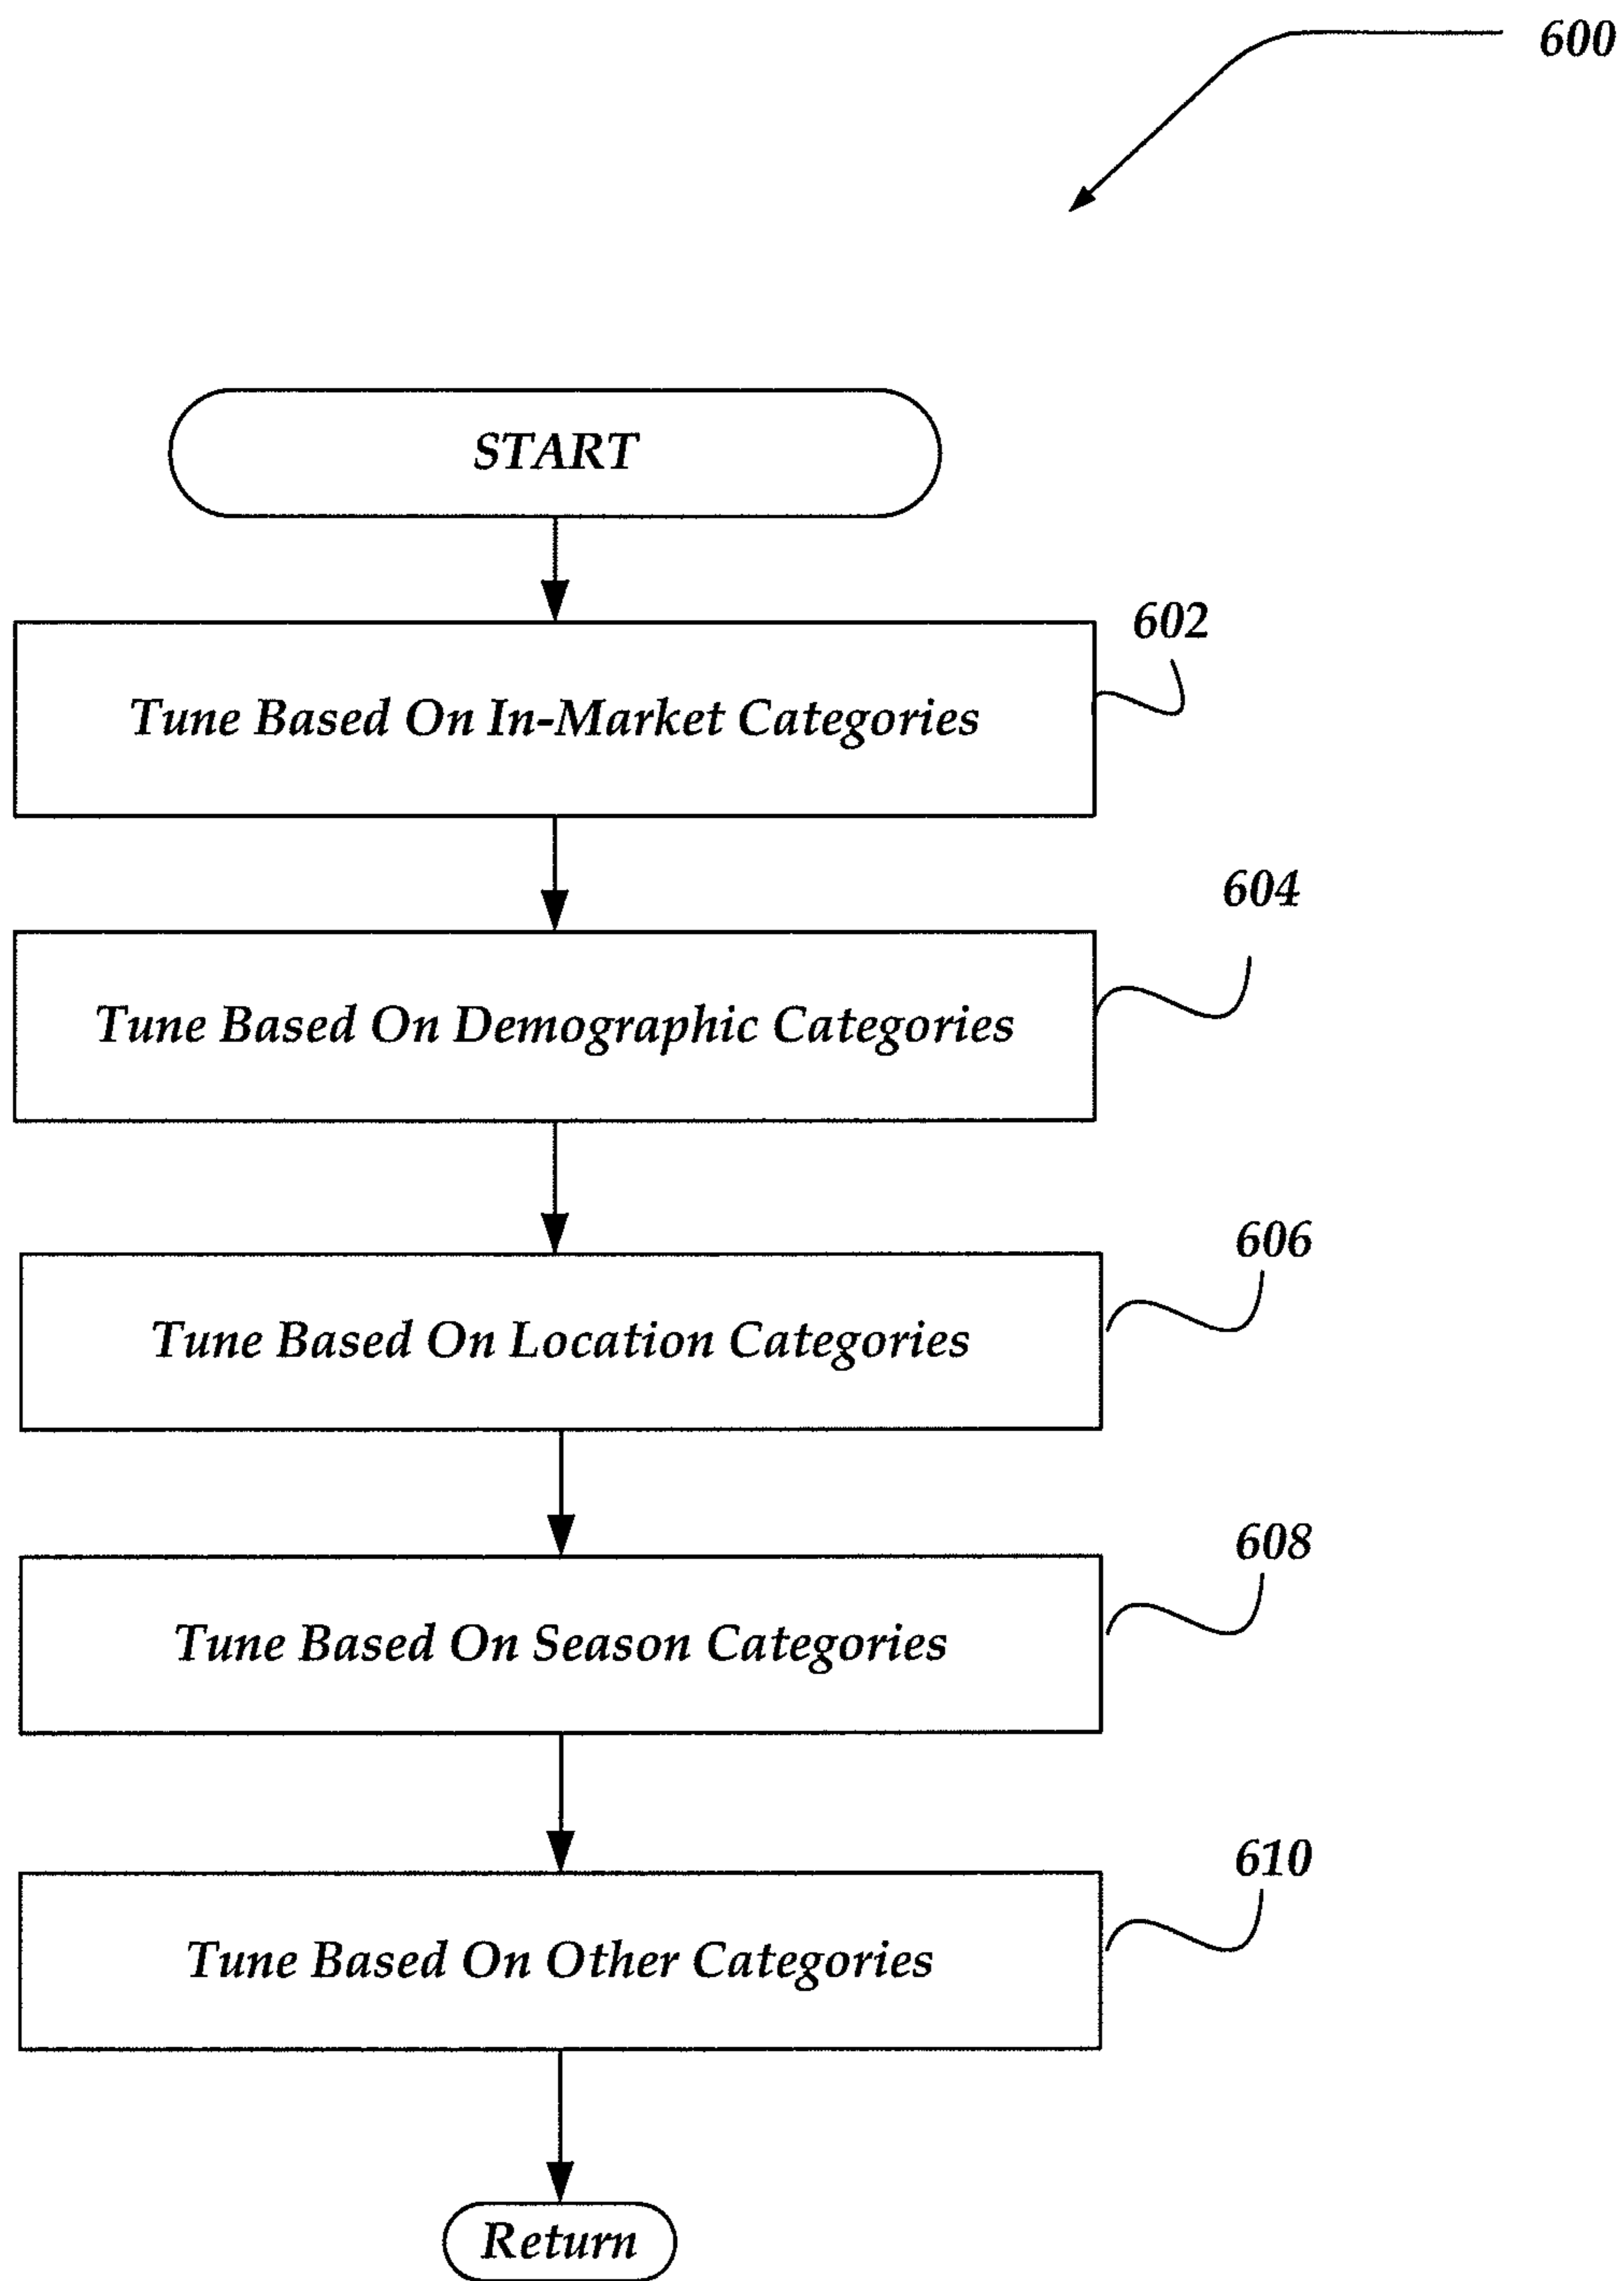 600
START
602
Tune Based On In-Market Categories
604
Tune Based On Demographic Categories
606
Tune Based On Location Categories
608
Tune Based On Season Categories
610
Tune Based On Other Categories
Return